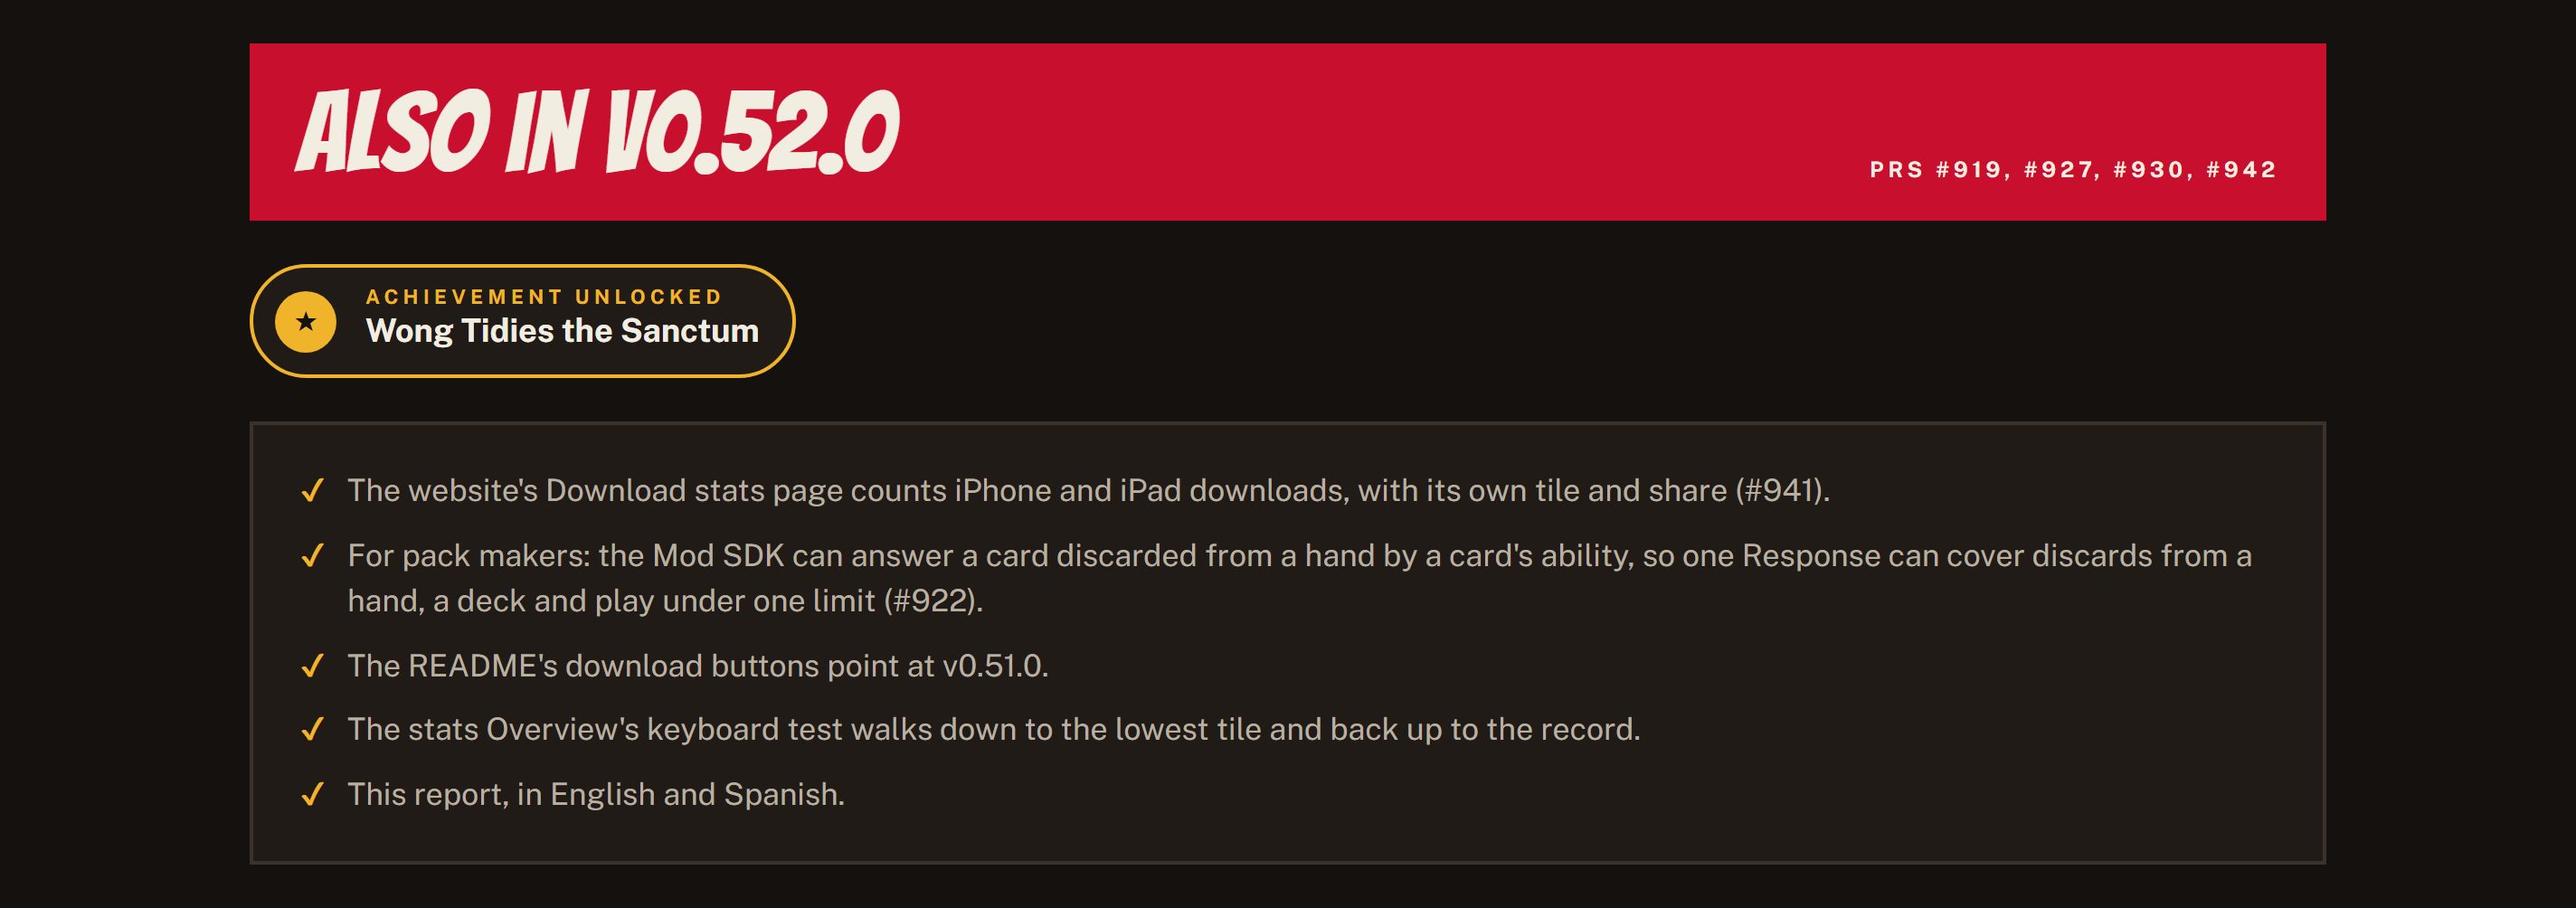 ALSO IN V0.52.0
PRS #919, #927, #930, #942
ACHIEVEMENT UNLOCKED
Wong Tidies the Sanctum
The website's Download stats page counts iPhone and iPad downloads, with its own tile and share (#941).
For pack makers: the Mod SDK can answer a card discarded from a hand by a card's ability, so one Response can cover discards from a
hand, a deck and play under one limit (#922).
The README's download buttons point at v0.51.0.
The stats Overview's keyboard test walks down to the lowest tile and back up to the record.
This report, in English and Spanish.